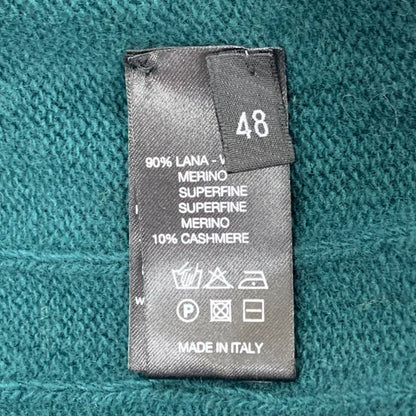 48
90% LANA -
MERINO
SUPERFINE
SUPERFINE
MERINO
10% CASHMERE
P
MADE IN ITALY